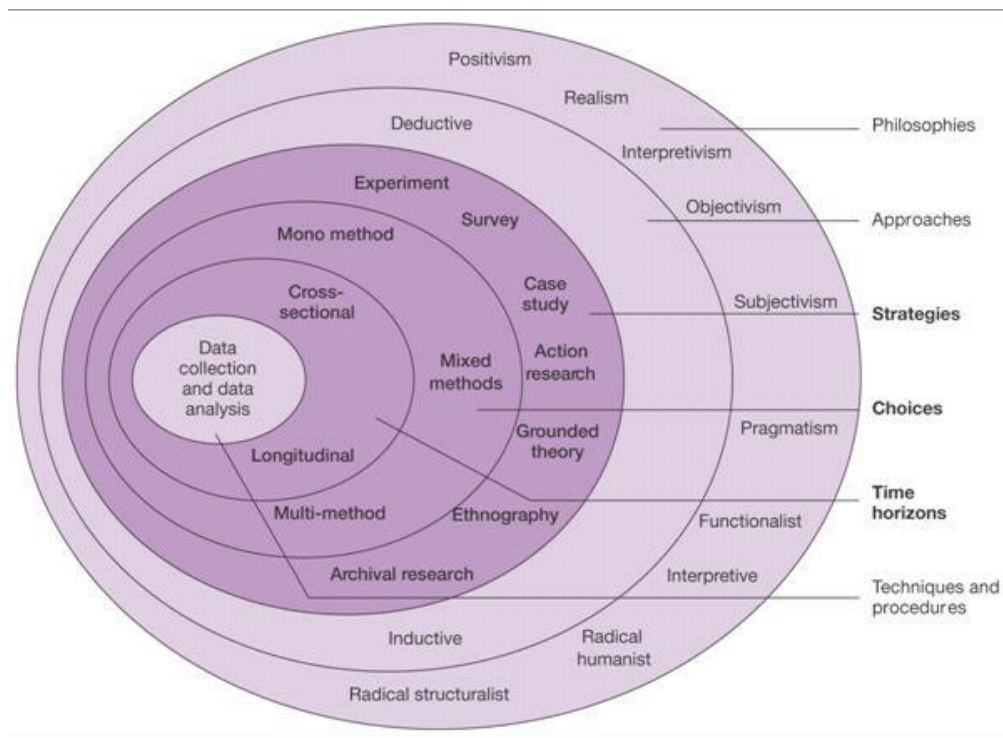 Positivism
Realism
Philosophies
Deductive
Interpretivism
Experiment
Objectivism
Approaches
Survey
Mono method
Case
study
Cross-
sectional
Subjectivism
Strategies
Data
collection
and data
analysis
Mixed
methods
Action
research
Choices
Pragmatism
Grounded
theory
Longitudinal
Time
horizons
Multi-method
Ethnography
Functionalist
Archival research
Interpretive
Techniques and
procedures
Inductive
Radical
humanist
Radical structuralist